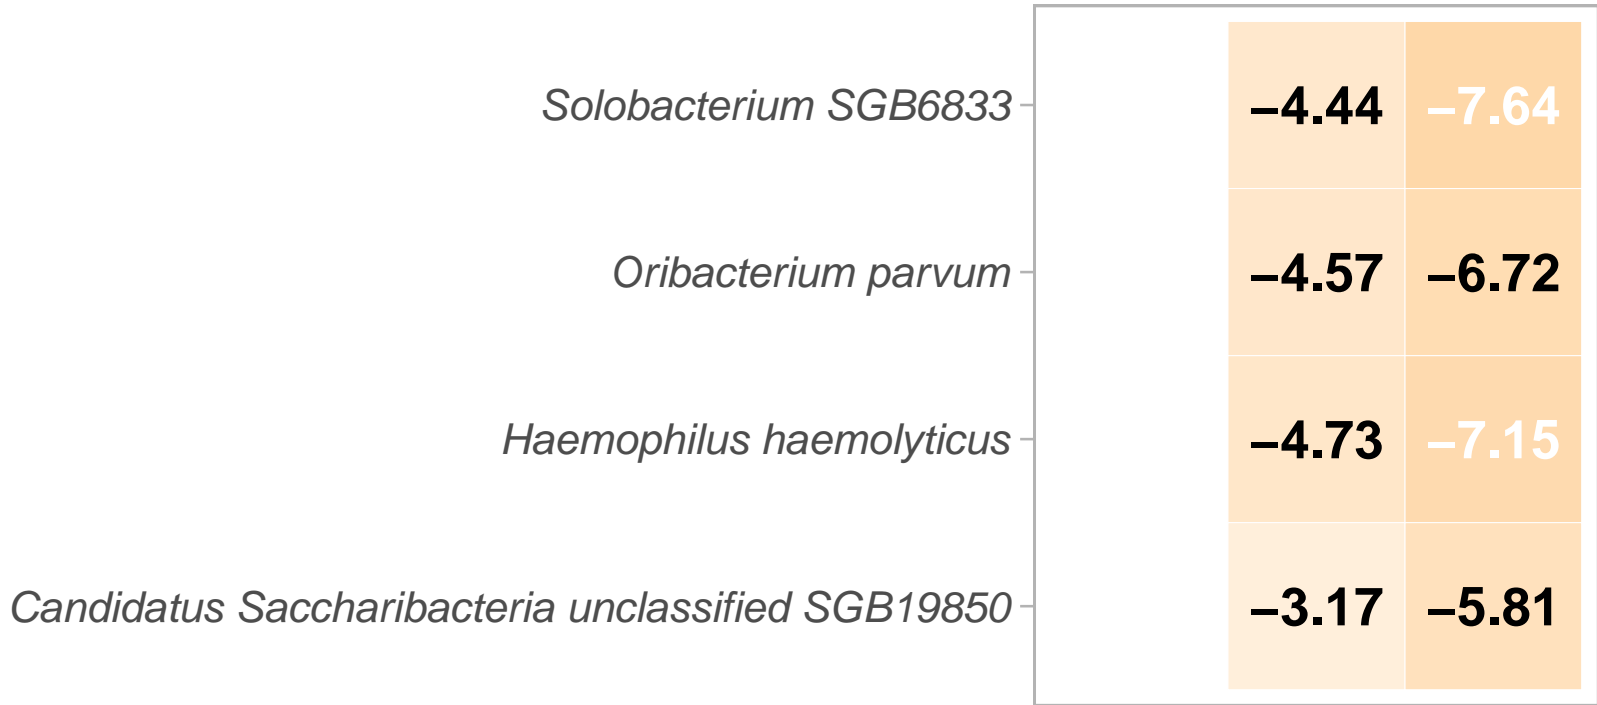 Solobacterium SGB6833 –4.44 –7.64
Oribacterium parvum –4.57 –6.72
Haemophilus haemolyticus –4.73 –7.15
Candidatus Saccharibacteria unclassified SGB19850 –3.17 –5.81